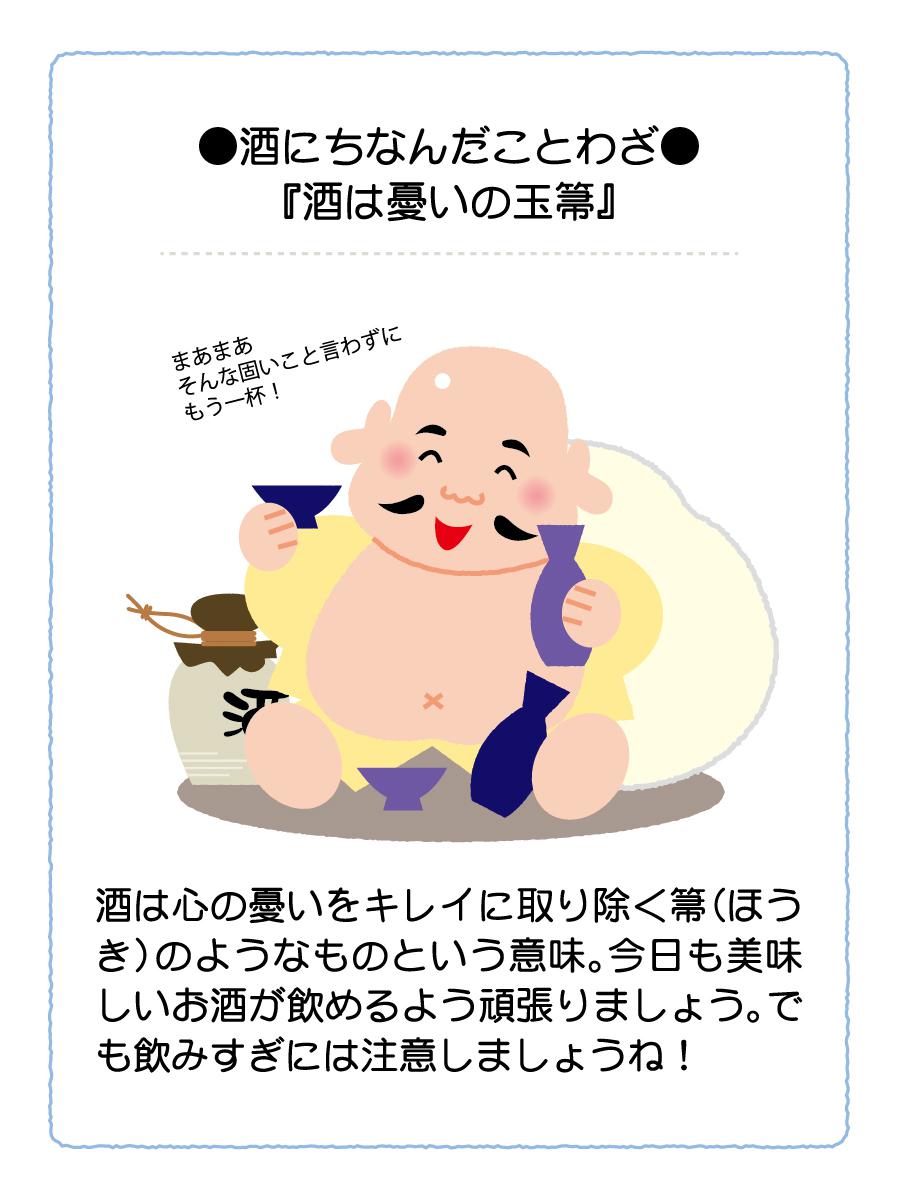 ●酒にちなんだことわざ●
『酒は憂いの玉箒』
まあまあ
そんな固いこと言わずに
もう一杯！
酒
酒は心の憂いをキレイに取り除く箒（ほう
き）のようなものという意味。今日も美味
しいお酒が飲めるよう頑張りましょう。で
も飲みすぎには注意しましょうね！